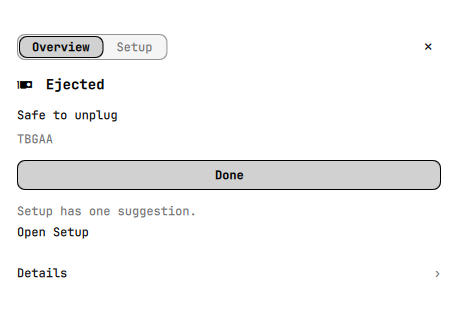 Overview Setup ×
Ejected
Safe to unplug
TBGAA
Done
Setup has one suggestion.
Open Setup
Details ›